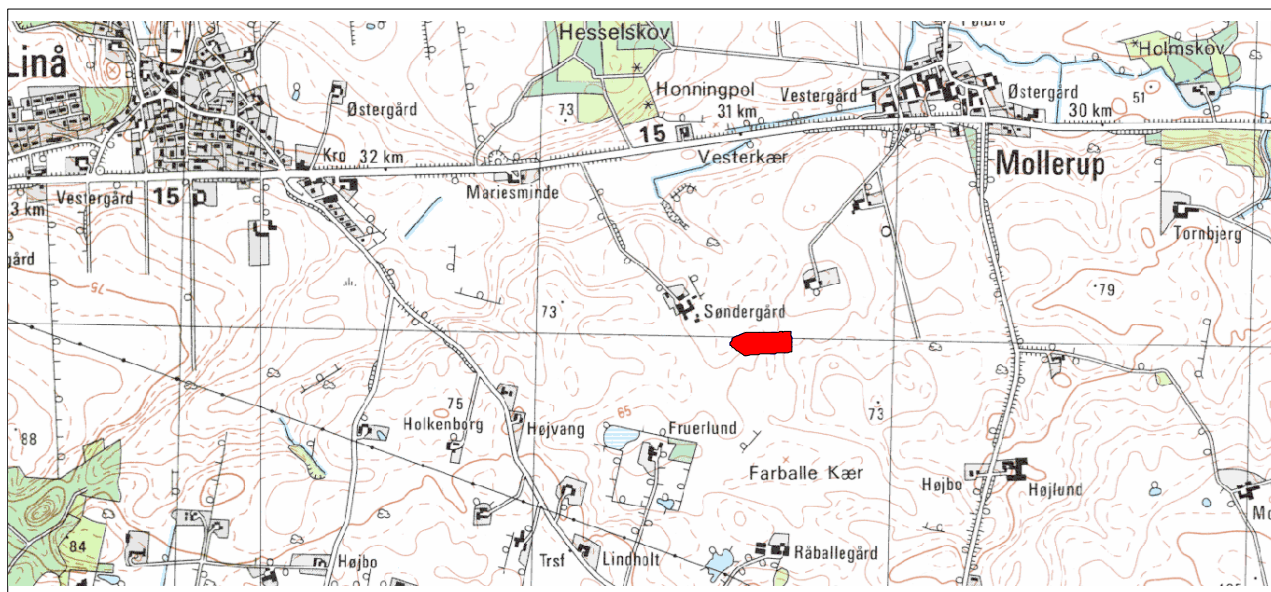 Hesselskov
Holmskov
Linå
Honningpol
Vestergård
51
Østergård
73
31 km
Østergård
30 km
15
Kro
32 km
Vesterkær
Mollerup
Mariesminde
Vestergård
15
3 km
Tornbjerg
gård
75
79
73
Søndergård
75
65
73
88
Holkenborg
Højvang
Fruerlund
Farballe Kær
Højbo
Højlund
84
Højbo
Trsf
Lindholt
Råballegård